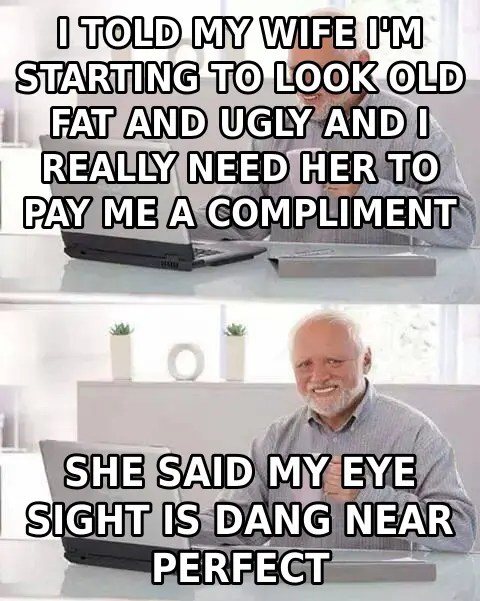 I TOLD MY WIFE I'M
STARTING TO LOOK OLD
FAT AND UGLY AND I
REALLY NEED HER TO
PAY ME A COMPLIMENT
SHE SAID MY EYE
SIGHT IS DANG NEAR
PERFECT